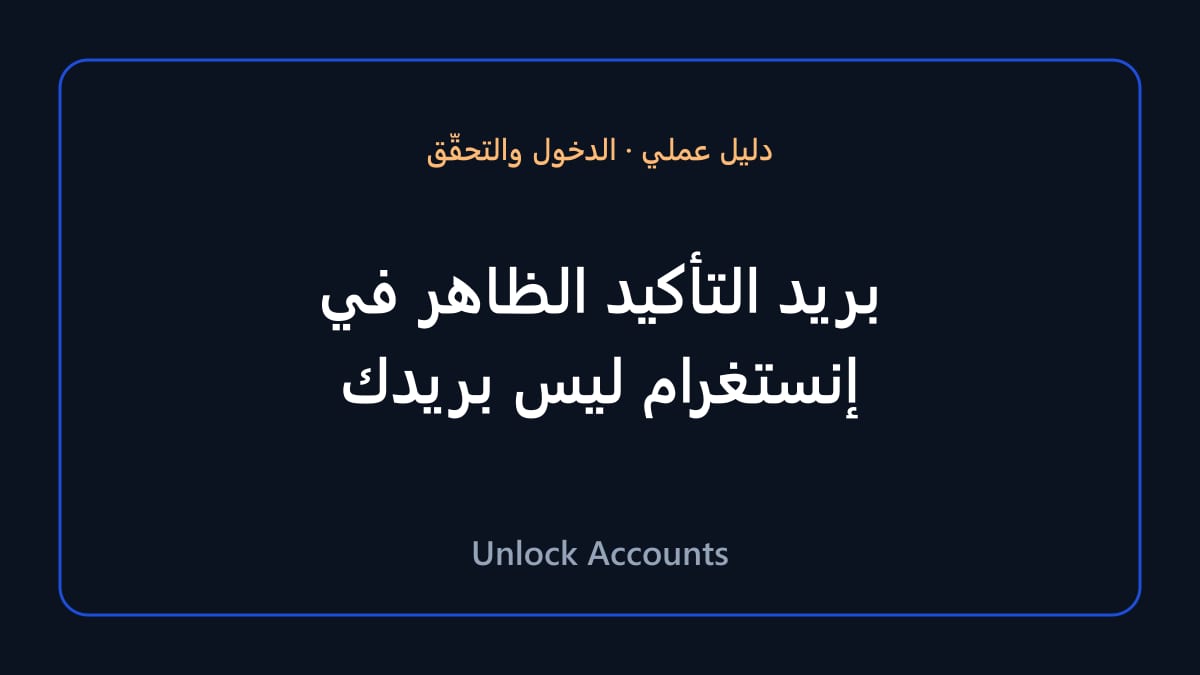 دليل عملي · الدخول والتحقّق
بريد التأكيد الظاهر في
إنستغرام ليس بريدك
Unlock Accounts